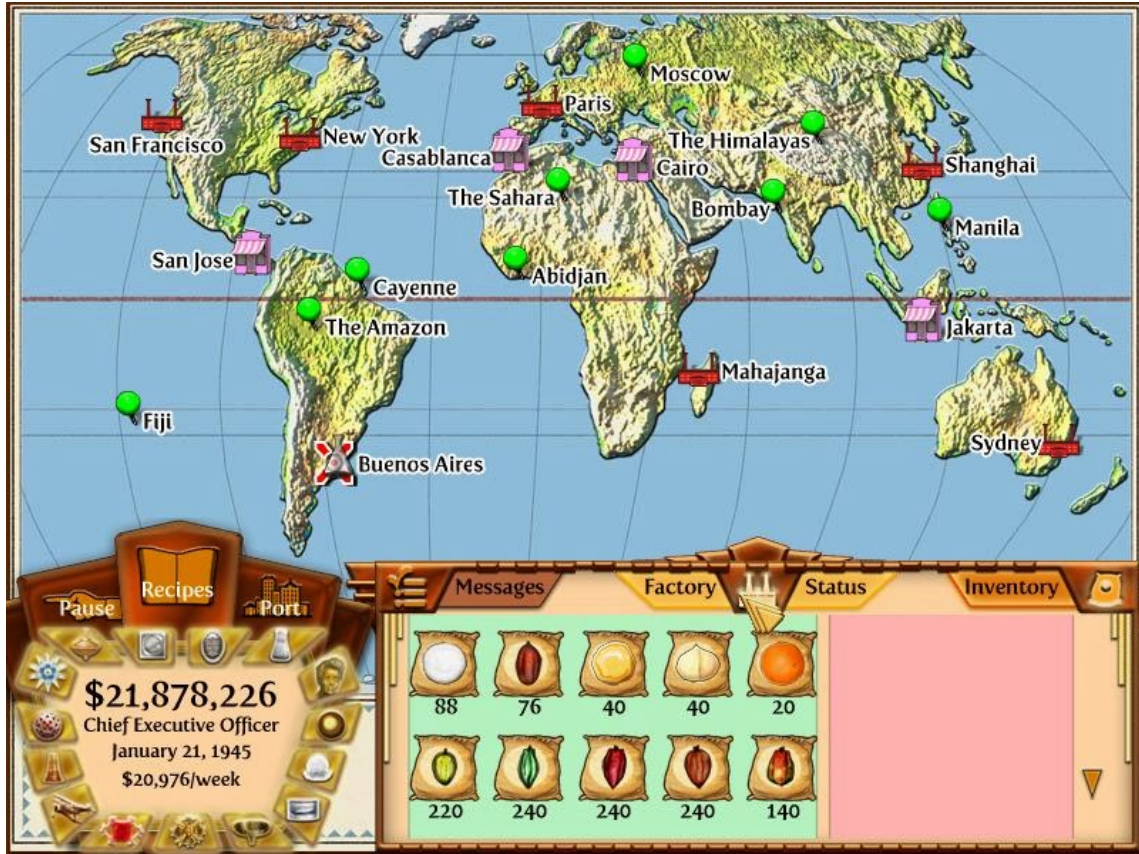 Moscow
Paris
San Francisco
New York
The Himalayas
Casablanca
Cairo
Shanghai
The Sahara
Bombay
Manila
San Jose
Abidjan
Cayenne
The Amazon
Jakarta
Mahajanga
Fiji
Sydney
Buenos Aires
Recipes
Pause
Port
Messages
Factory
Status
Inventory
$21,878,226
Chief Executive Officer
January 21, 1945
$20,976/week
88 76 40 40 20
220 240 240 240 140